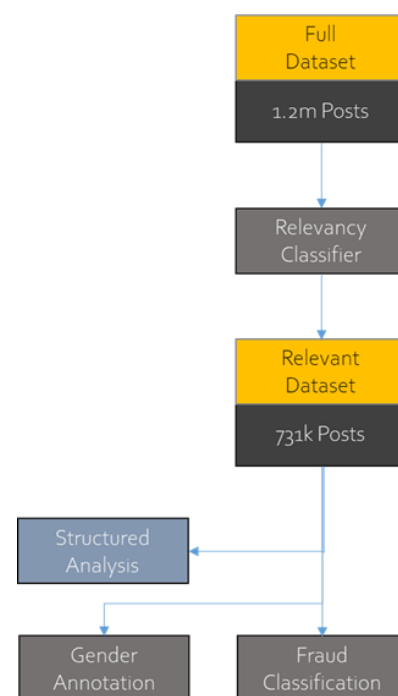 Full
Dataset
1.2m Posts
Relevancy
Classifier
Relevant
Dataset
731k Posts
Structured
Analysis
Gender
Annotation
Fraud
Classification